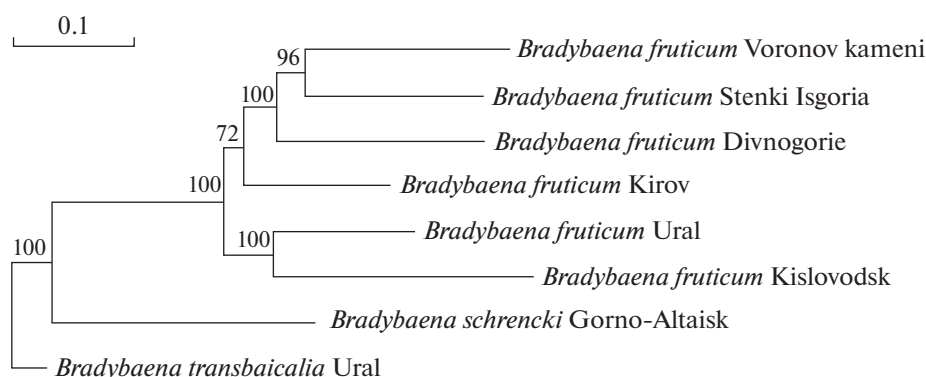 0.1
96
Bradybaena fruticum Voronov kameni
100
Bradybaena fruticum Stenki Isgoria
72
Bradybaena fruticum Divnogorie
100
Bradybaena fruticum Kirov
100
Bradybaena fruticum Ural
100
Bradybaena fruticum Kislovodsk
Bradybaena schrencki Gorno-Altaisk
Bradybaena transbaicalia Ural